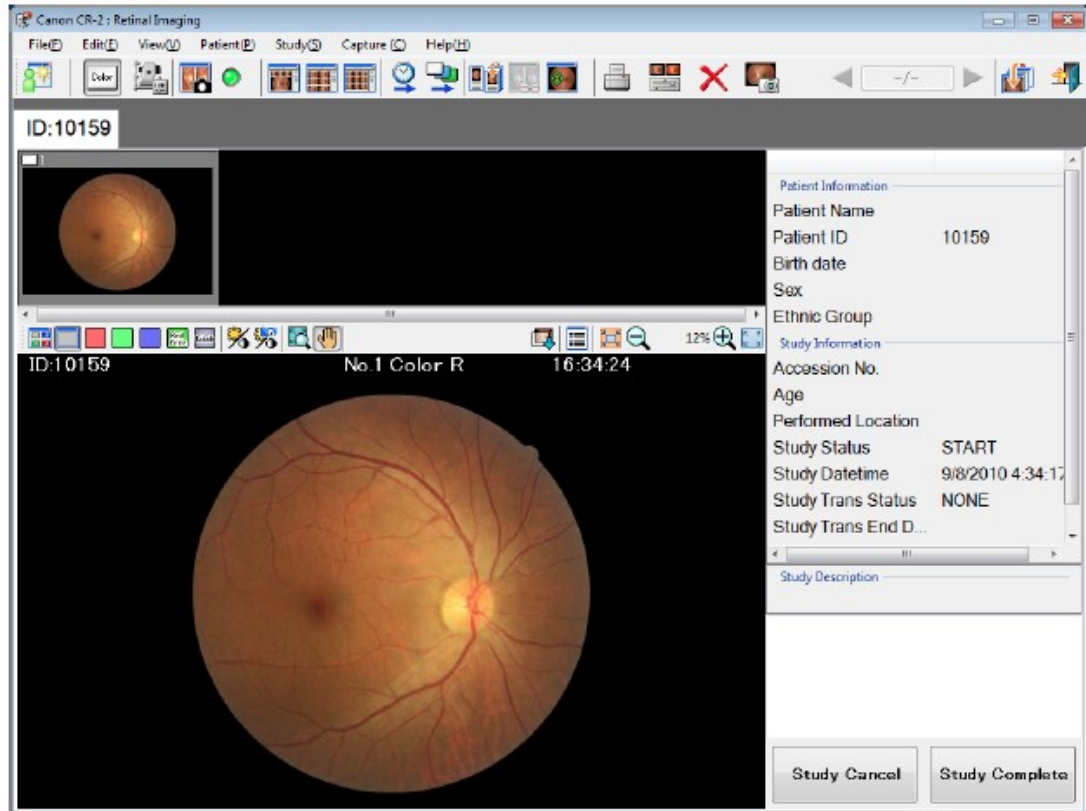 Canon CR-2 : Retinal Imaging
File(F) Edit(E) View(V) Patient(P) Study(S) Capture (C) Help(H)
Color
-/-
ID:10159
1
Patient Information
Patient Name
Patient ID 10159
Birth date
Sex
Ethnic Group
Study Information
Accession No.
Age
Performed Location
Study Status START
Study Datetime 9/8/2010 4:34:17
Study Trans Status NONE
Study Trans End D...
12%
ID:10159 No.1 Color R 16:34:24
Study Description
Study Cancel Study Complete